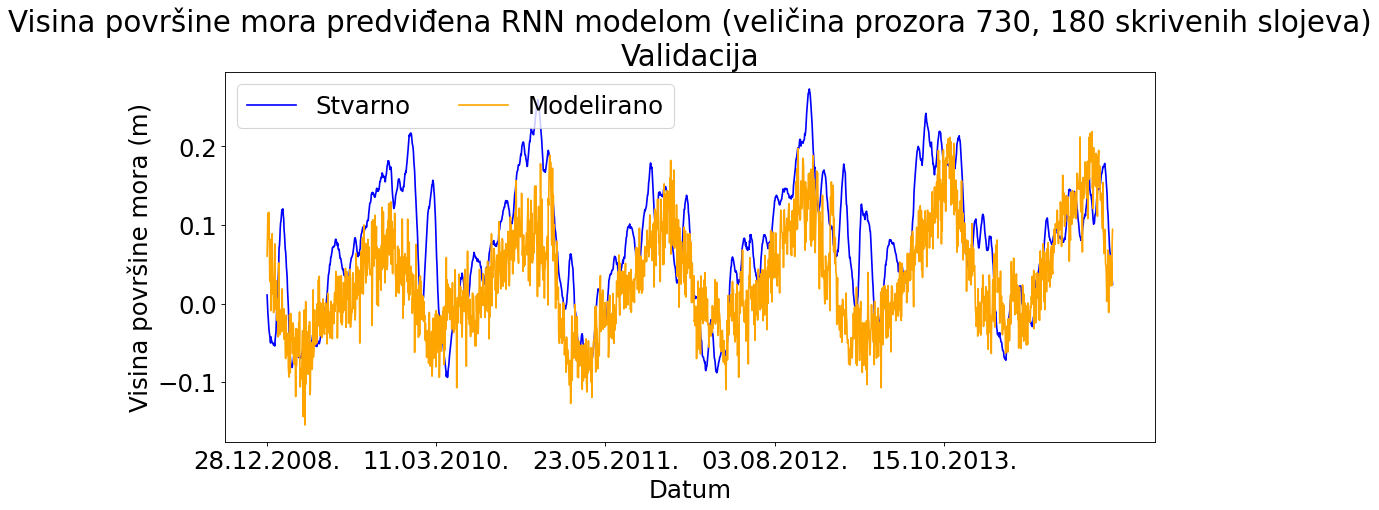 Visina površine mora predviđena RNN modelom (veličina prozora 730, 180 skrivenih slojeva)
Validacija
Stvarno
Modelirano
Visina površine mora (m)
0.2
0.1
0.0
−0.1
28.12.2008.
11.03.2010.
23.05.2011.
03.08.2012.
15.10.2013.
Datum